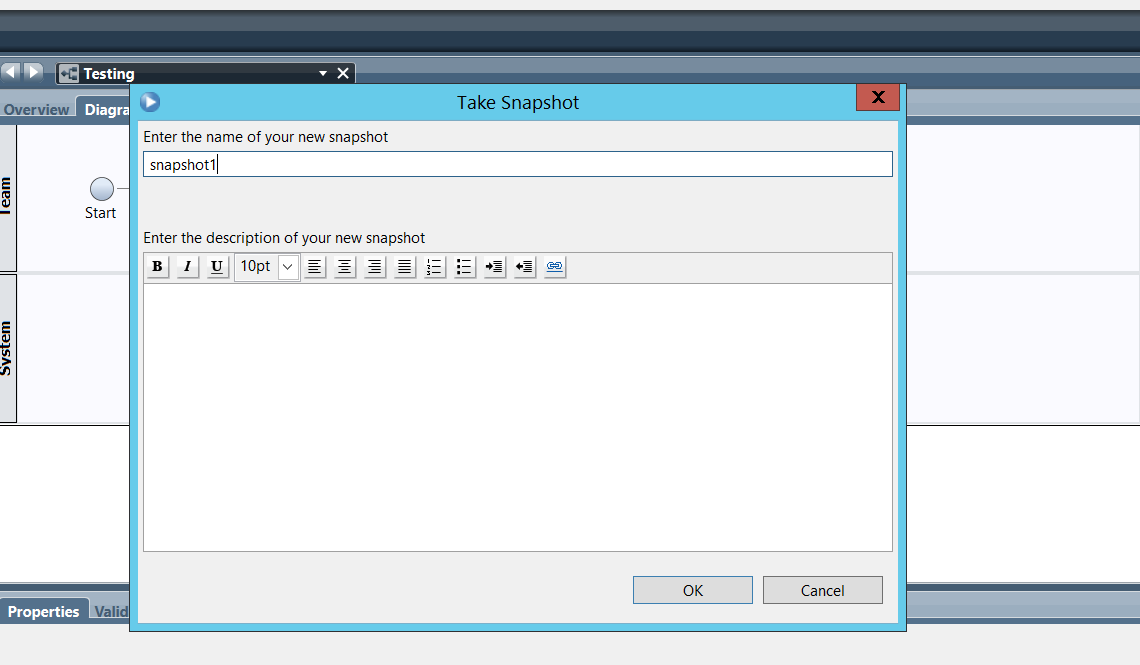 Testing
Overview
Diagra
Take Snapshot
X
Enter the name of your new snapshot
snapshot1
Team
Start
Enter the description of your new snapshot
B I U 10pt
System
OK
Cancel
Properties
Valid